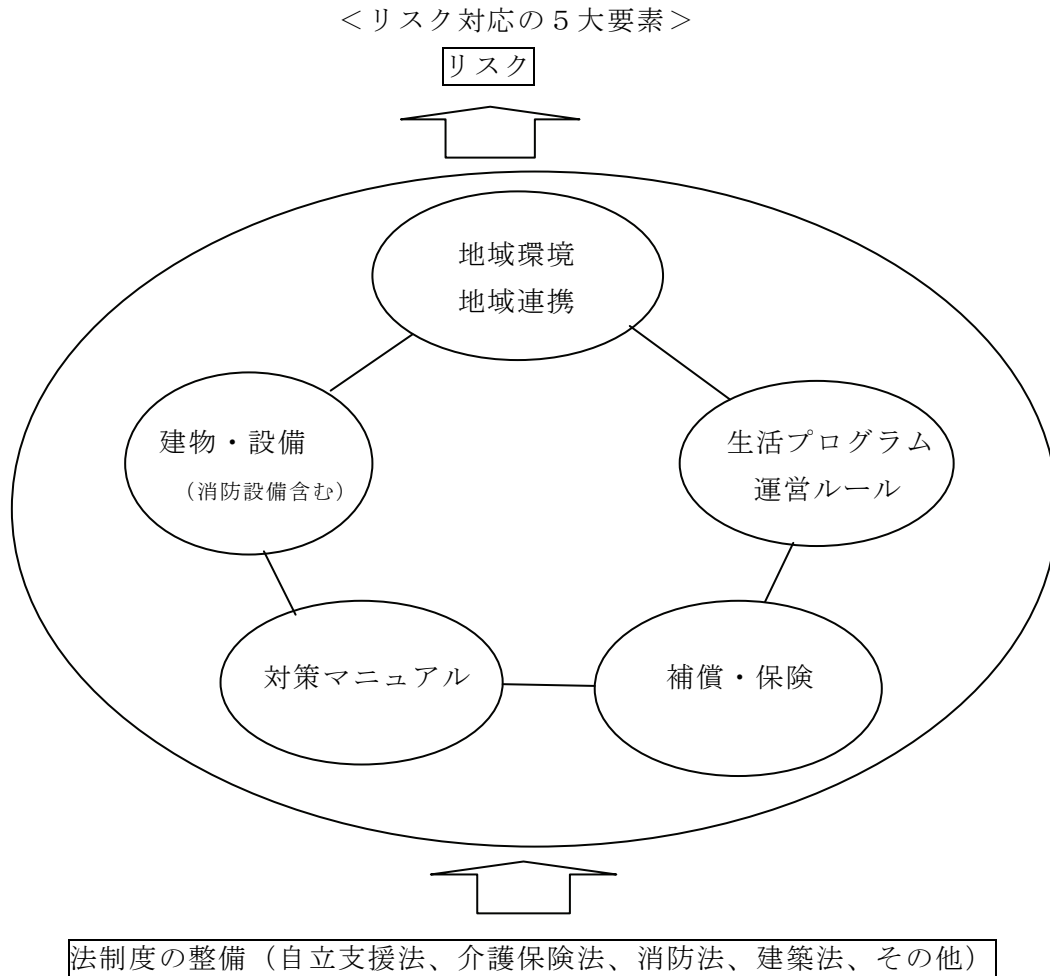 ＜リスク対応の５大要素＞
リスク
地域環境
地域連携
建物・設備
（消防設備含む）
生活プログラム
運営ルール
対策マニュアル
補償・保険
法制度の整備（自立支援法、介護保険法、消防法、建築法、その他）